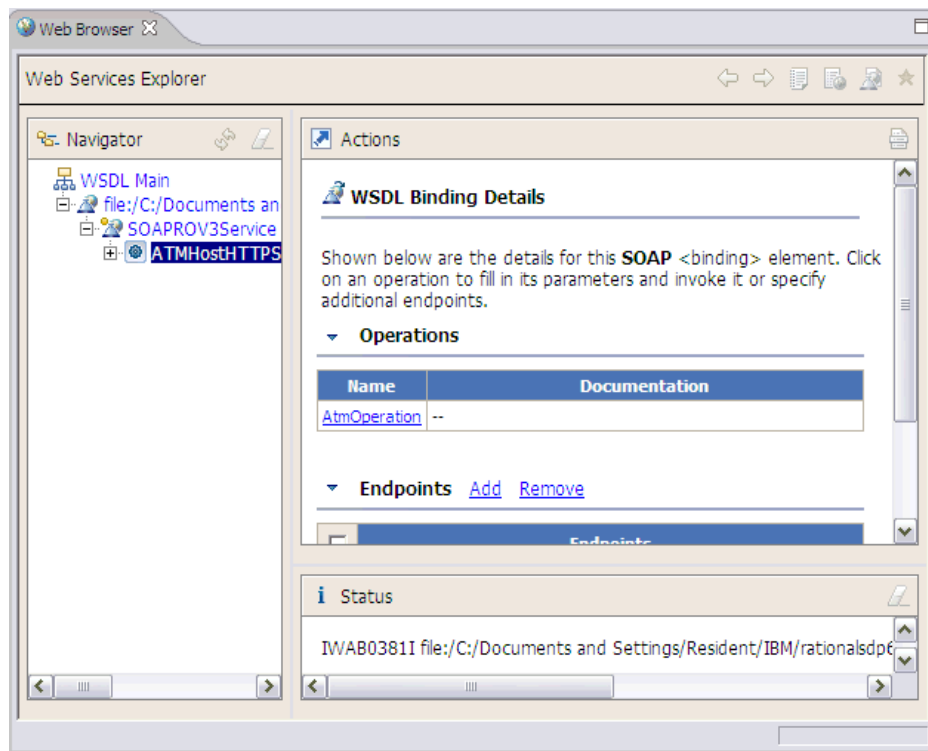 Web Browser
Web Services Explorer
Navigator
WSDL Main
file:/C:/Documents an
SOAPROV3Service
ATMHostHTTPS
Actions
WSDL Binding Details
Shown below are the details for this SOAP <binding> element. Click
on an operation to fill in its parameters and invoke it or specify
additional endpoints.
Operations
Name Documentation
AtmOperation --
Endpoints Add Remove
Endpoints
i Status
IWAB0381I file:/C:/Documents and Settings/Resident/IBM/rationalsdp6